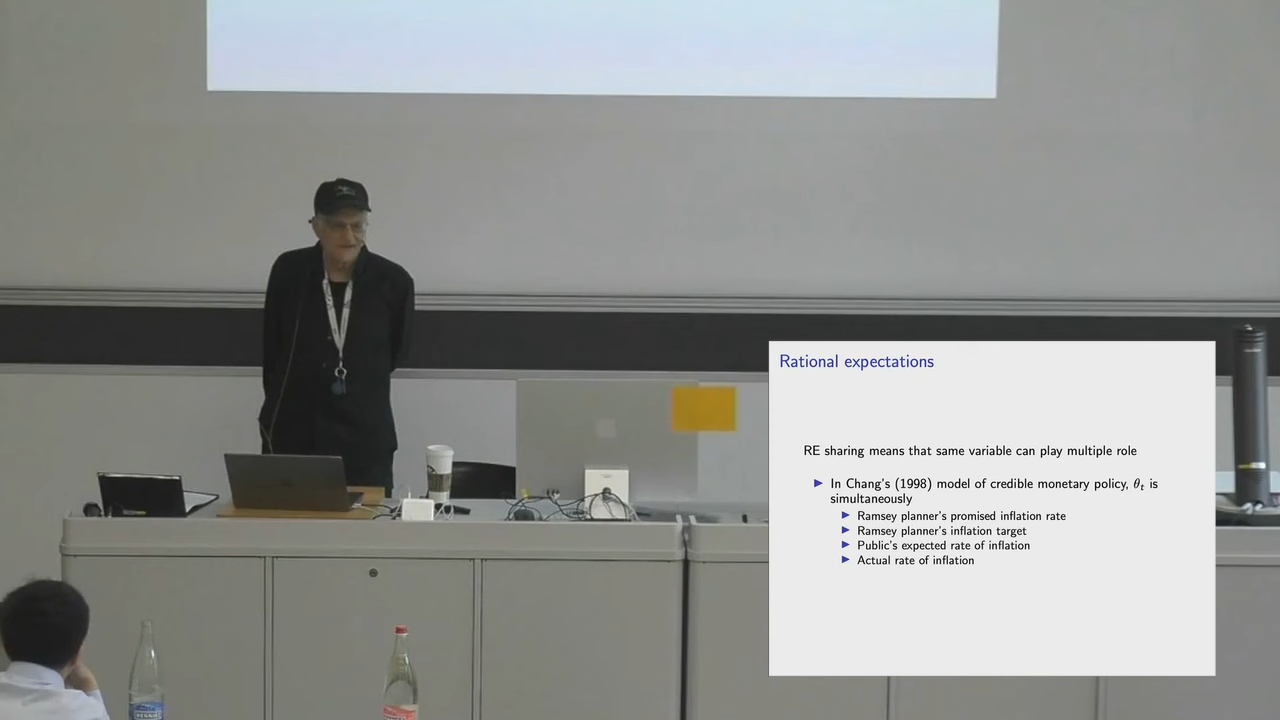 Rational expectations
RE sharing means that same variable can play multiple role
▶ In Chang's (1998) model of credible monetary policy, θt is
simultaneously
▶ Ramsey planner's promised inflation rate
▶ Ramsey planner's inflation target
▶ Public's expected rate of inflation
▶ Actual rate of inflation